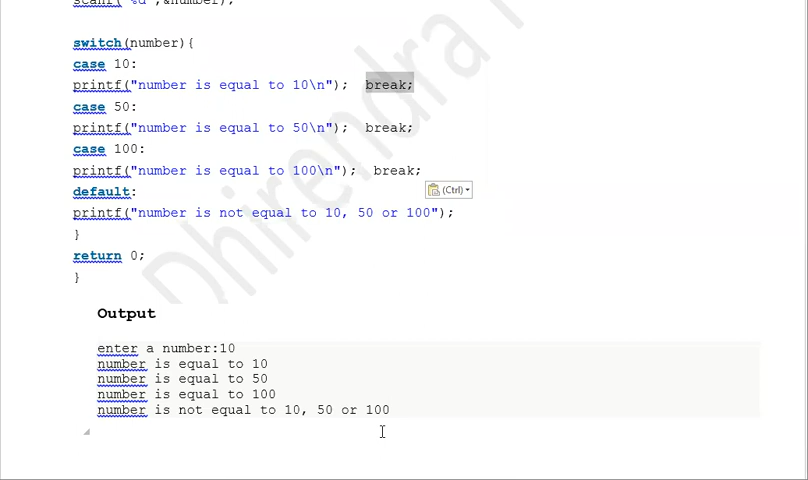 scanf("%d",&number);
switch(number){
case 10:
printf("number is equal to 10\n");  break;
case 50:
printf("number is equal to 50\n");  break;
case 100:
printf("number is equal to 100\n");  break;
default:
(Ctrl)
printf("number is not equal to 10, 50 or 100");
}
return 0;
}
Dhirendra
Output
enter a number:10
number is equal to 10
number is equal to 50
number is equal to 100
number is not equal to 10, 50 or 100